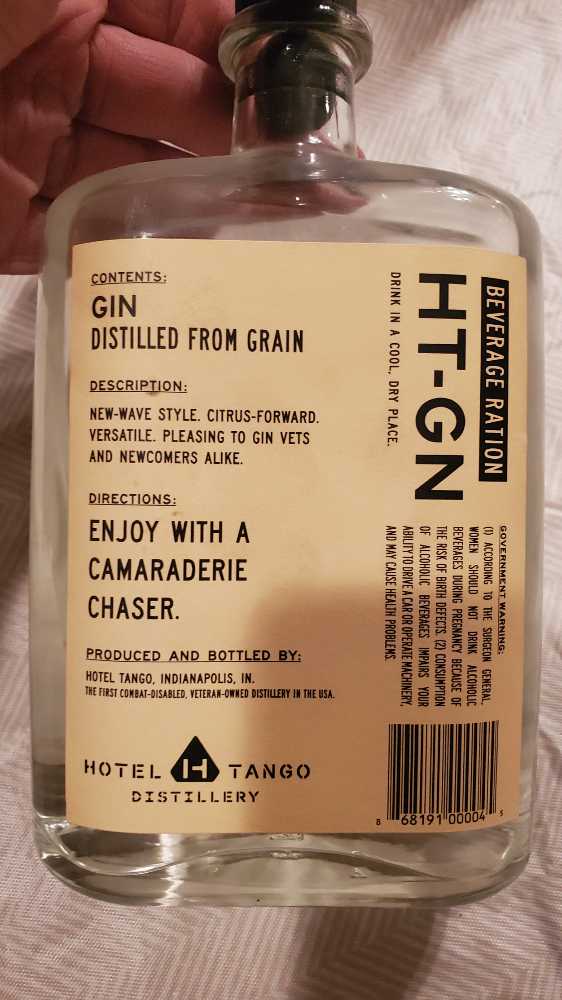 CONTENTS:
GIN
DISTILLED FROM GRAIN
DESCRIPTION:
NEW-WAVE STYLE. CITRUS-FORWARD.
VERSATILE. PLEASING TO GIN VETS
AND NEWCOMERS ALIKE.
DIRECTIONS:
ENJOY WITH A
CAMARADERIE
CHASER.
PRODUCED AND BOTTLED BY:
HOTEL TANGO, INDIANAPOLIS, IN.
THE FIRST COMBAT-DISABLED, VETERAN-OWNED DISTILLERY IN THE USA.
HOTEL H TANGO
DISTILLERY
BEVERAGE RATION
HT-GN
DRINK IN A COOL, DRY PLACE.
GOVERNMENT WARNING:
(1) ACCORDING TO THE SURGEON GENERAL,
WOMEN SHOULD NOT DRINK ALCOHOLIC
BEVERAGES DURING PREGNANCY BECAUSE OF
THE RISK OF BIRTH DEFECTS. (2) CONSUMPTION
OF ALCOHOLIC BEVERAGES IMPAIRS YOUR
ABILITY TO DRIVE A CAR OR OPERATE MACHINERY,
AND MAY CAUSE HEALTH PROBLEMS.
8 68191 00004 5